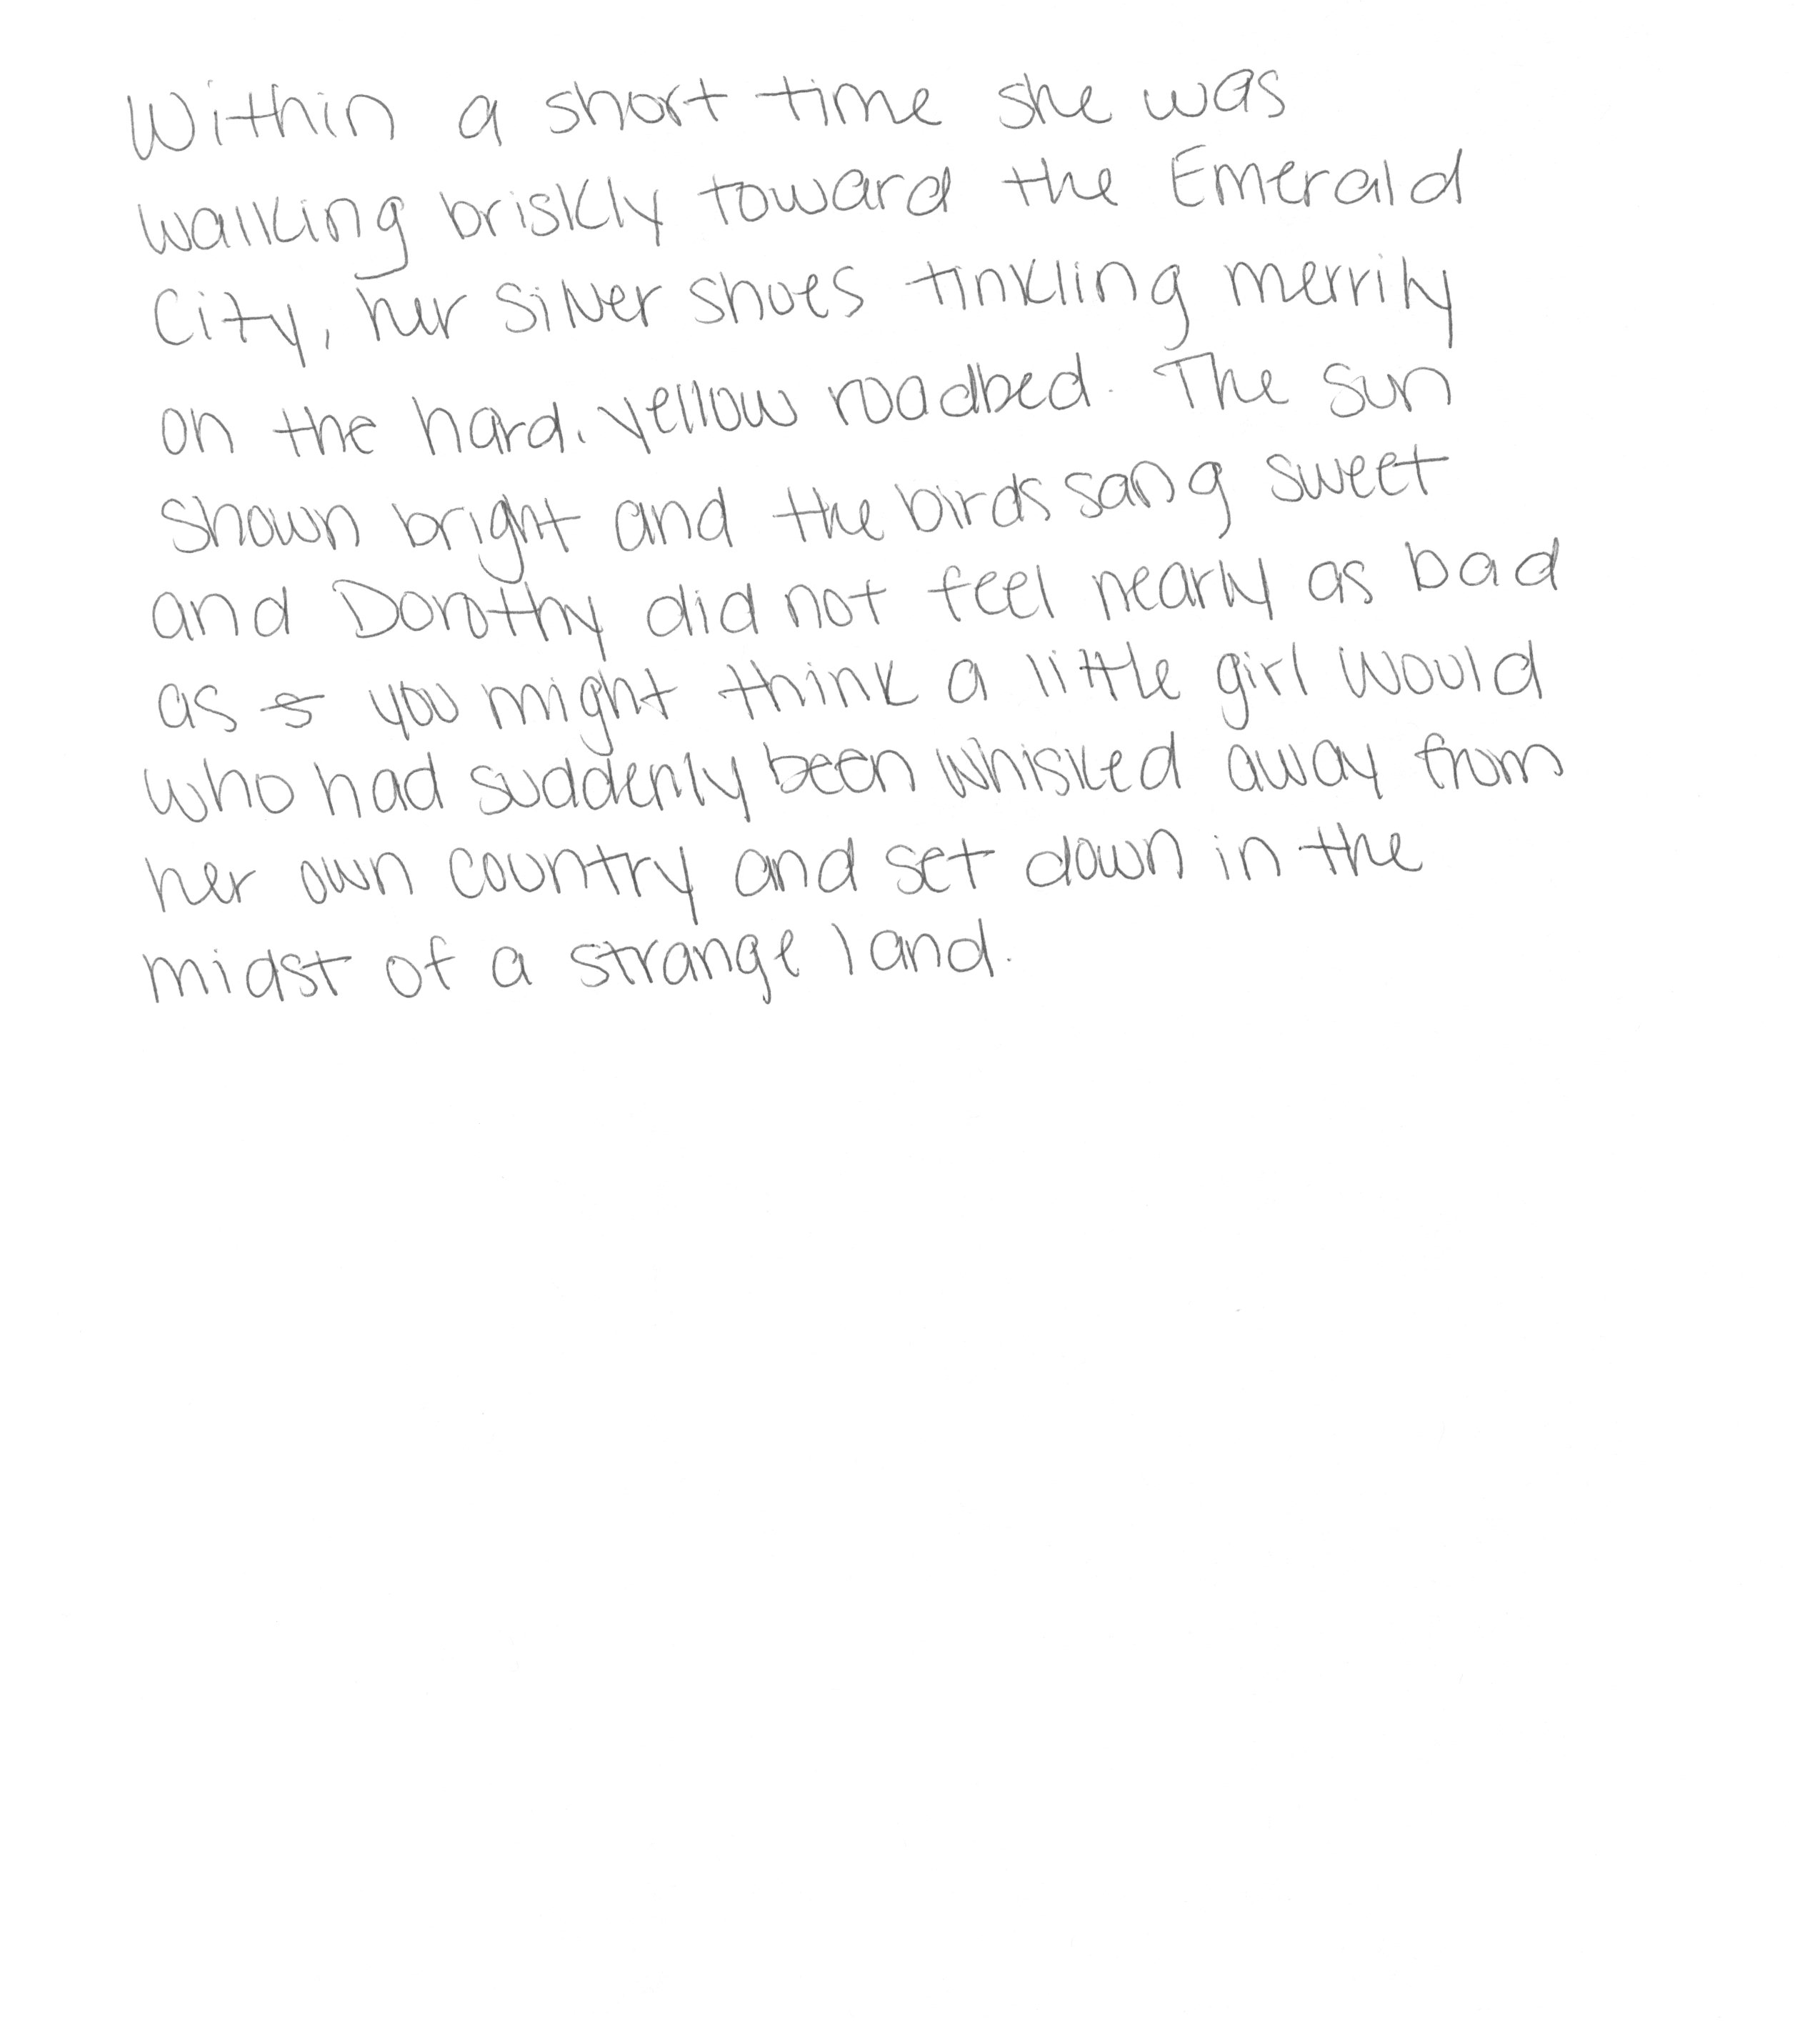 Within a short time she was
walking briskly toward the Emerald
City, her silver shoes tinkling merrily
on the hard, yellow roadbed. The sun
shown bright and the birds sang sweet
and Dorothy did not feel nearly as bad
as you might think a little girl would
who had suddenly been whisked away from
her own country and set down in the
midst of a strange land.